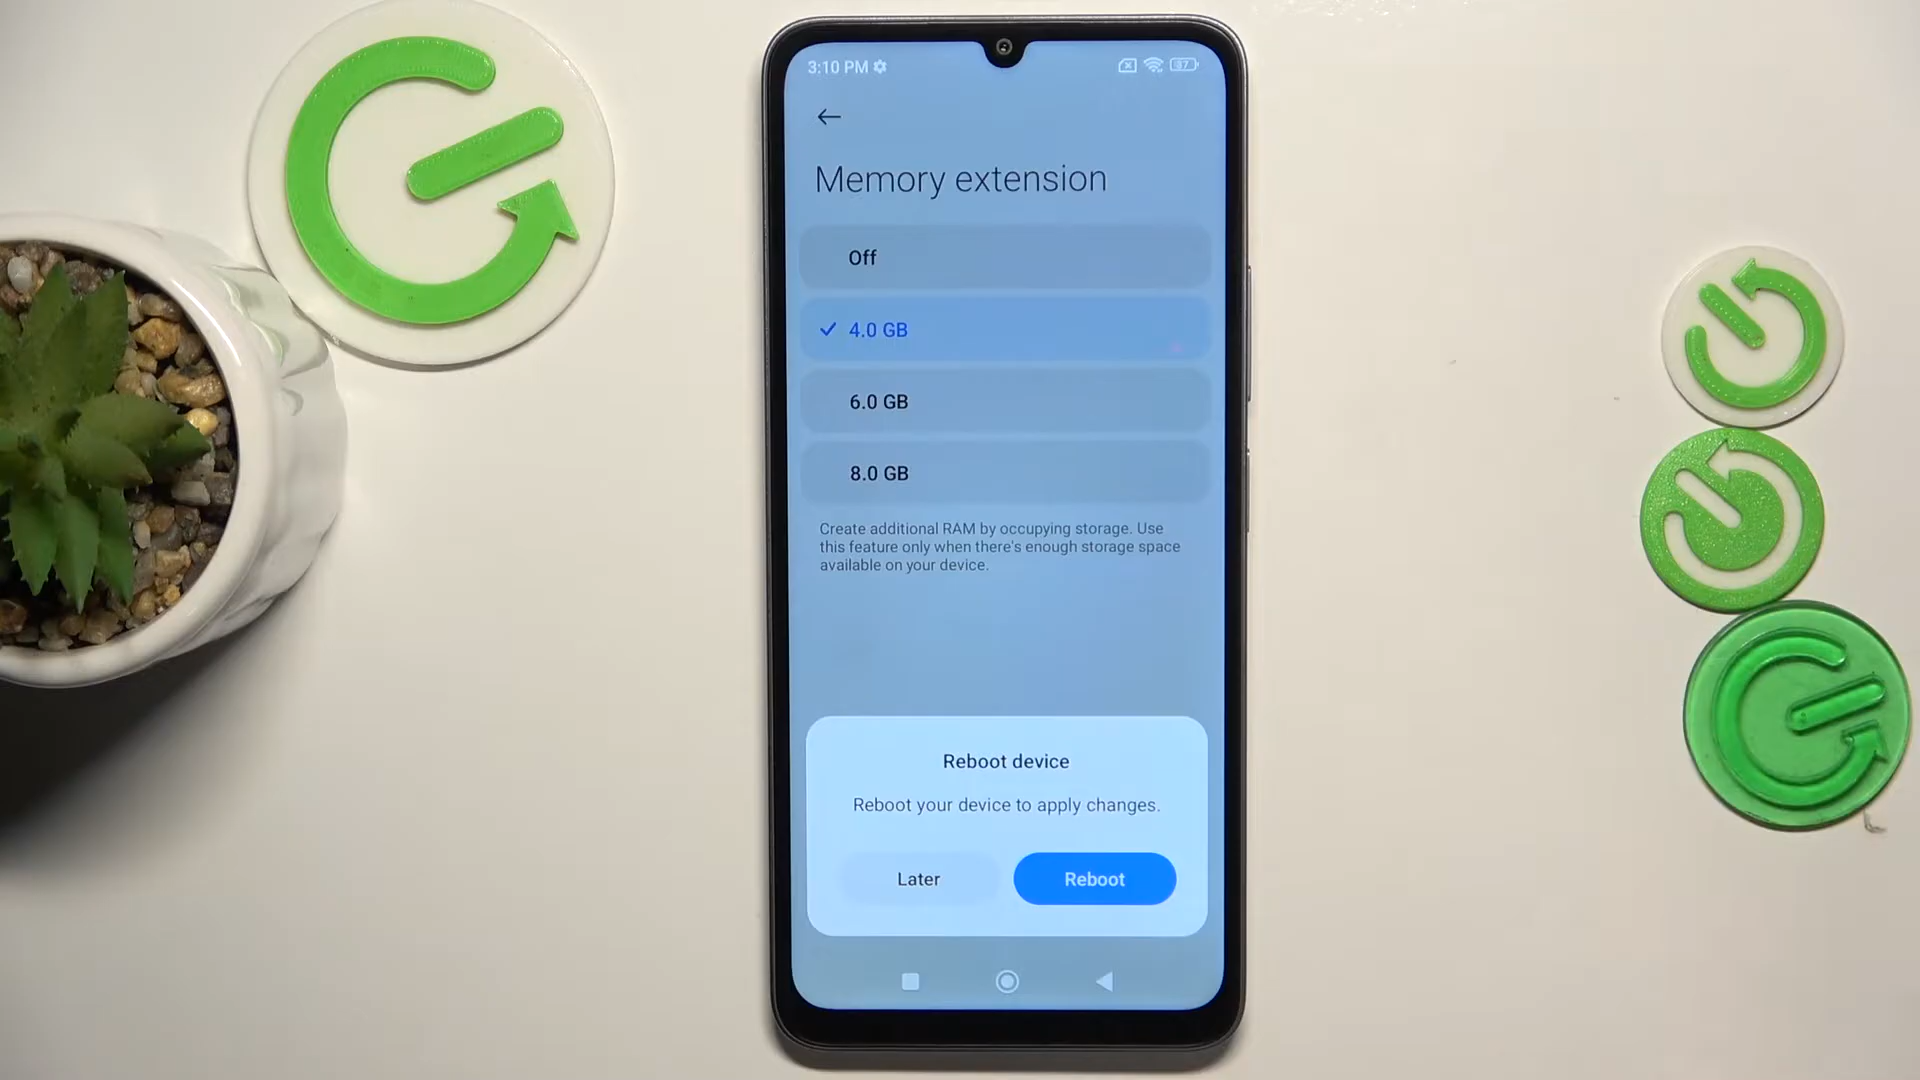 3:10 PM
87
Memory extension
Off
4.0 GB
6.0 GB
8.0 GB
Create additional RAM by occupying storage. Use
this feature only when there's enough storage space
available on your device.
Reboot device
Reboot your device to apply changes.
Later
Reboot